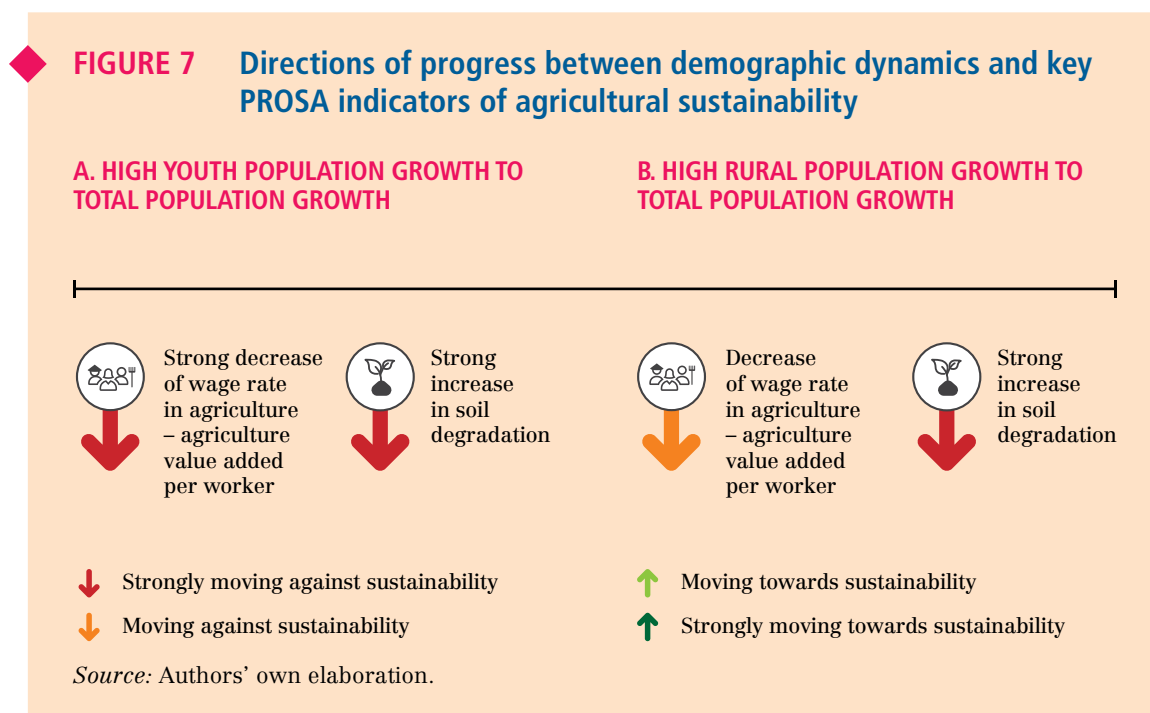 FIGURE 7
Directions of progress between demographic dynamics and key
PROSA indicators of agricultural sustainability
A. HIGH YOUTH POPULATION GROWTH TO
TOTAL POPULATION GROWTH
Strong decrease
of wage rate
in agriculture
– agriculture
value added
per worker
Strong
increase
in soil
degradation
B. HIGH RURAL POPULATION GROWTH TO
TOTAL POPULATION GROWTH
Decrease
of wage rate
in agriculture
– agriculture
value added
per worker
Strong
increase
in soil
degradation
Strongly moving against sustainability
Moving against sustainability
Moving towards sustainability
Strongly moving towards sustainability
Source: Authors’ own elaboration.